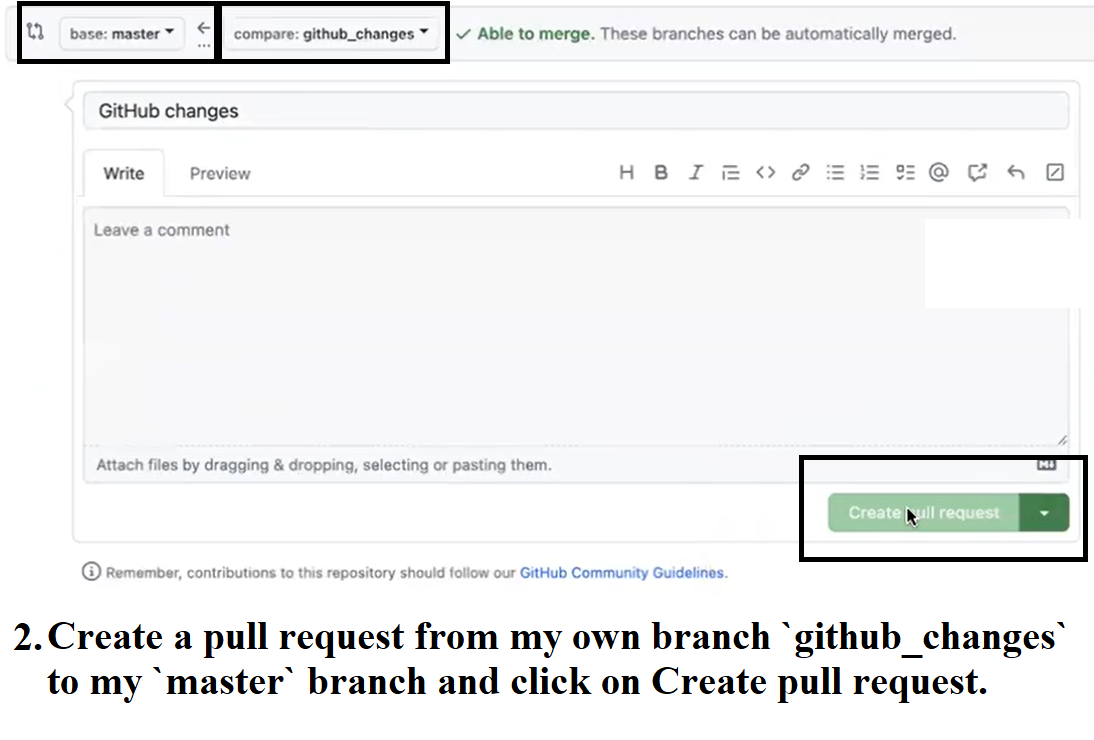 base: master compare: github_changes ✓ Able to merge. These branches can be automatically merged.
GitHub changes
Write Preview
Leave a comment
Attach files by dragging & dropping, selecting or pasting them.
Create pull request
Remember, contributions to this repository should follow our GitHub Community Guidelines.
2. Create a pull request from my own branch `github_changes`
to my `master` branch and click on Create pull request.